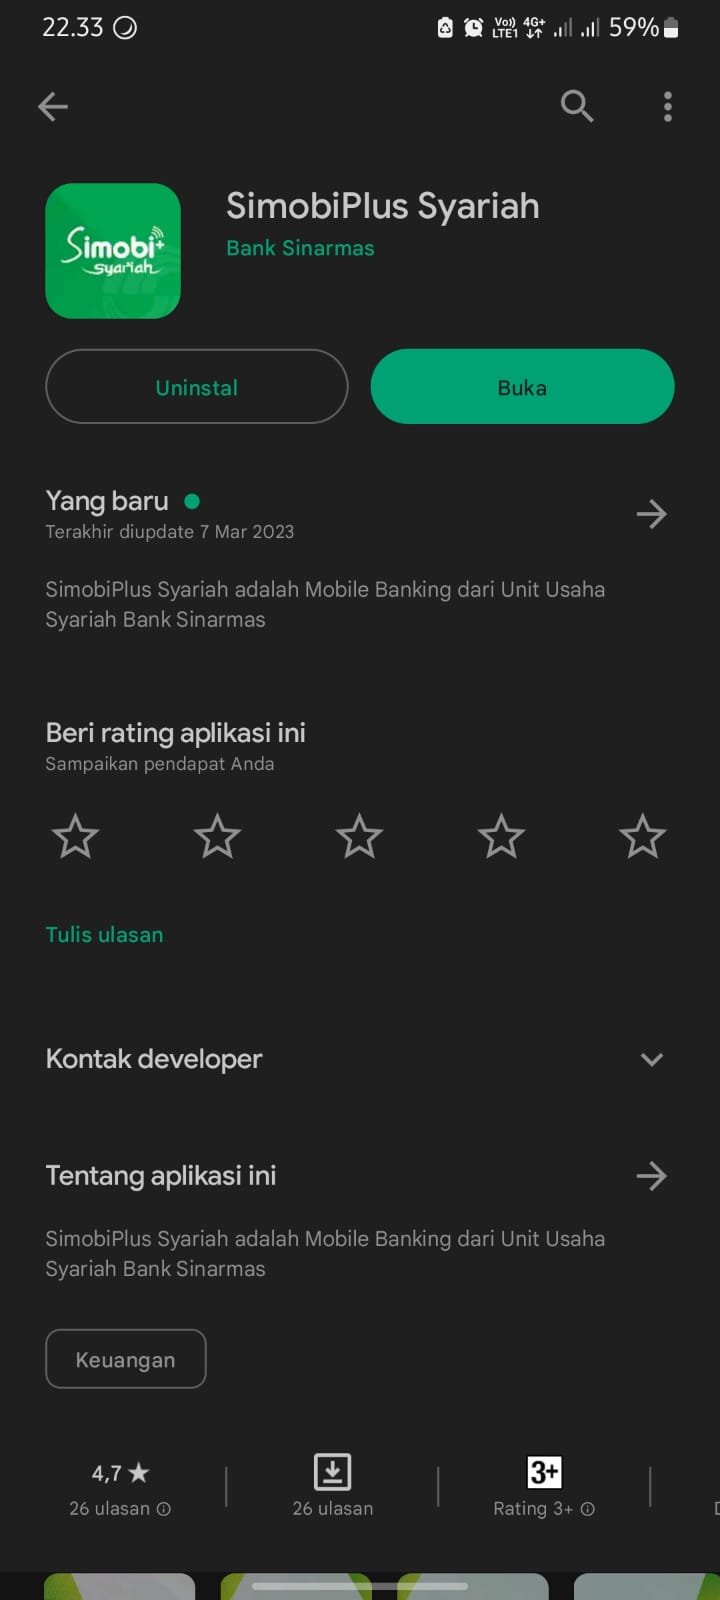 22.33 Vo)) LTE1 4G+ 59%
SimobiPlus Syariah
Simobi+
syariah
Bank Sinarmas
Uninstal Buka
Yang baru
Terakhir diupdate 7 Mar 2023
SimobiPlus Syariah adalah Mobile Banking dari Unit Usaha
Syariah Bank Sinarmas
Beri rating aplikasi ini
Sampaikan pendapat Anda
Tulis ulasan
Kontak developer
Tentang aplikasi ini
SimobiPlus Syariah adalah Mobile Banking dari Unit Usaha
Syariah Bank Sinarmas
Keuangan
4,7★ 3+
26 ulasan 26 ulasan Rating 3+